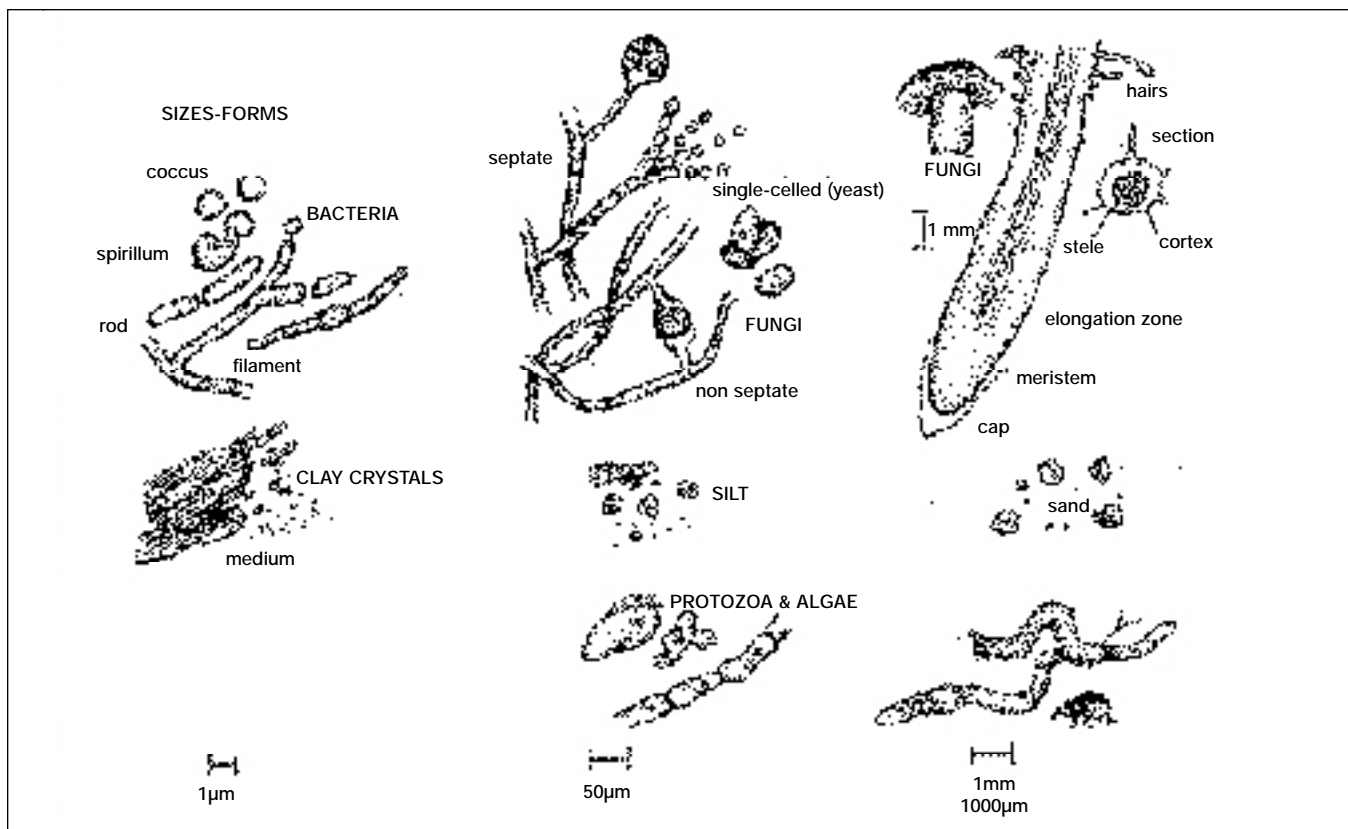 SIZES-FORMS
coccus
BACTERIA
spirillum
rod
filament
CLAY CRYSTALS
medium
1µm
septate
single-celled (yeast)
FUNGI
non septate
SILT
PROTOZOA & ALGAE
50µm
hairs
section
FUNGI
1 mm
stele
cortex
elongation zone
meristem
cap
sand
1mm
1000µm